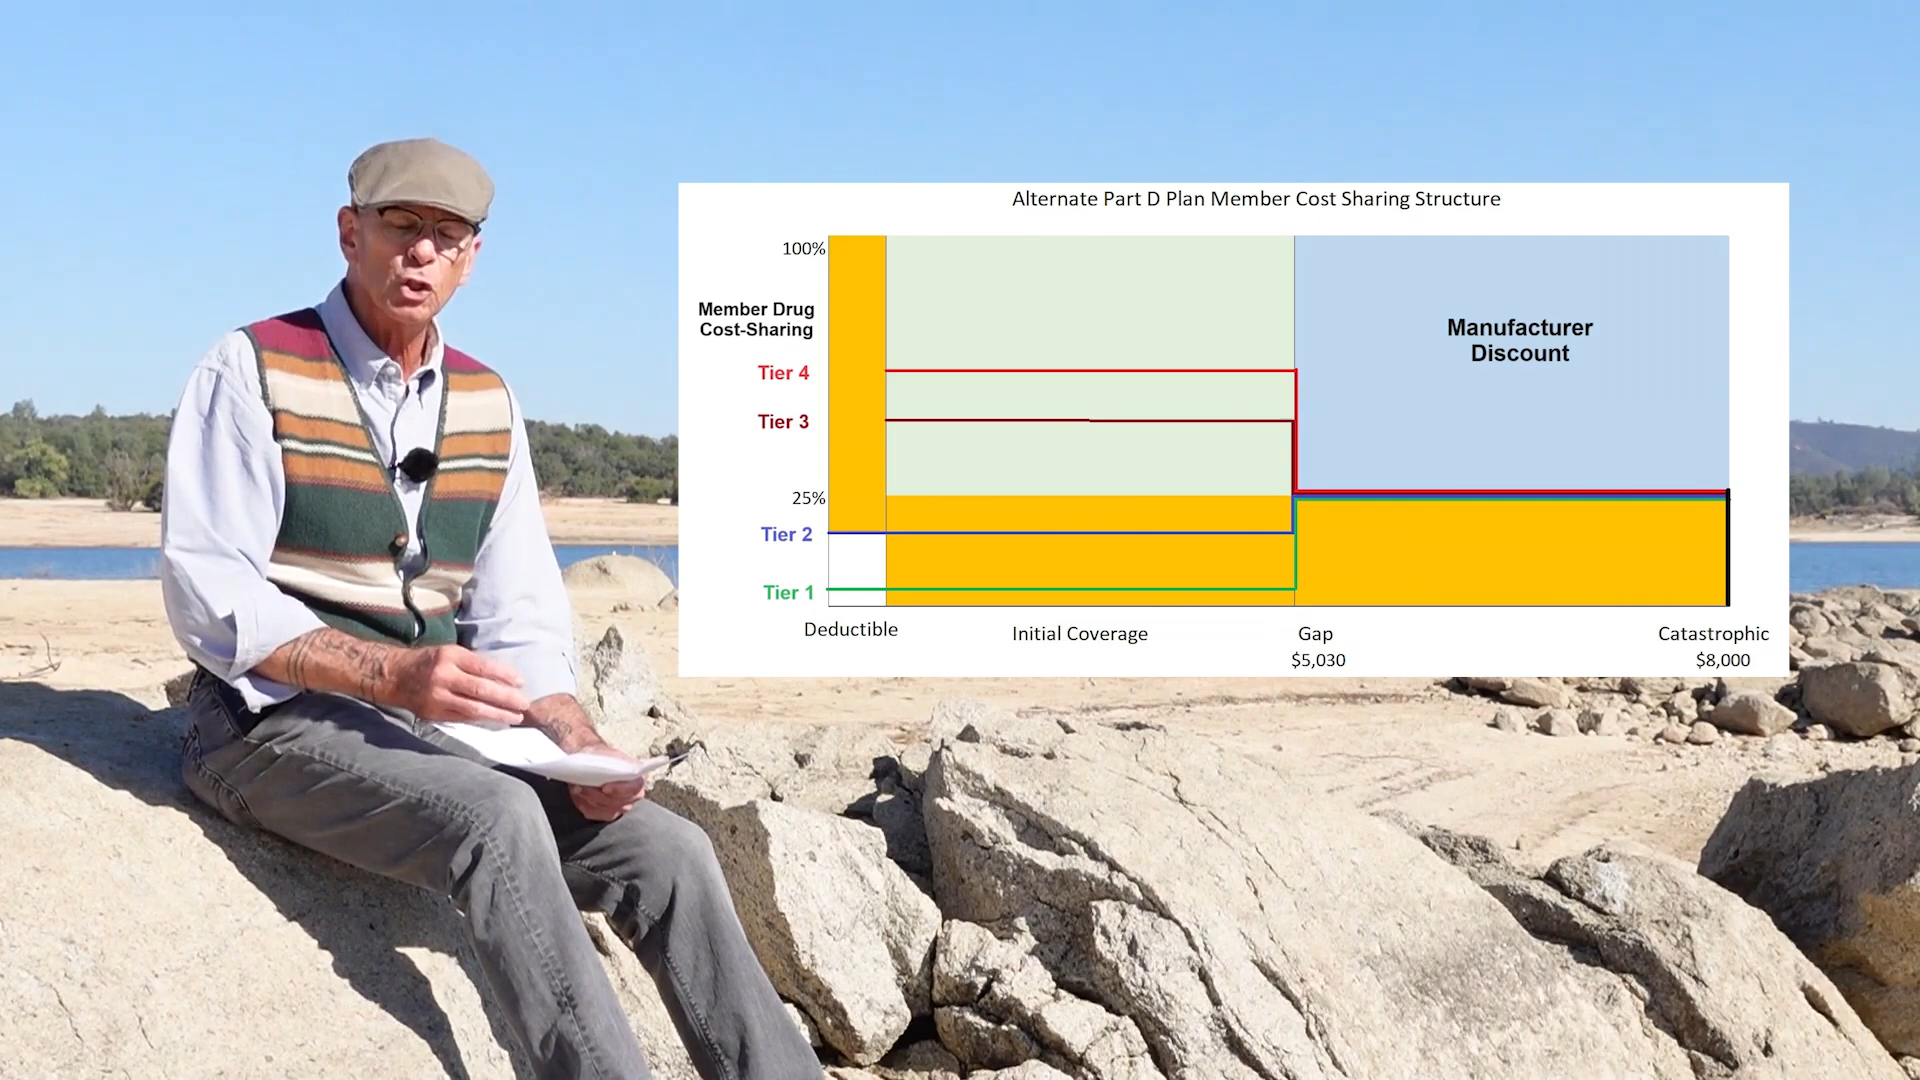 Alternate Part D Plan Member Cost Sharing Structure
100%
Member Drug
Cost-Sharing
Manufacturer
Discount
Tier 4
Tier 3
25%
Tier 2
Tier 1
Deductible
Initial Coverage
Gap
Catastrophic
$5,030
$8,000